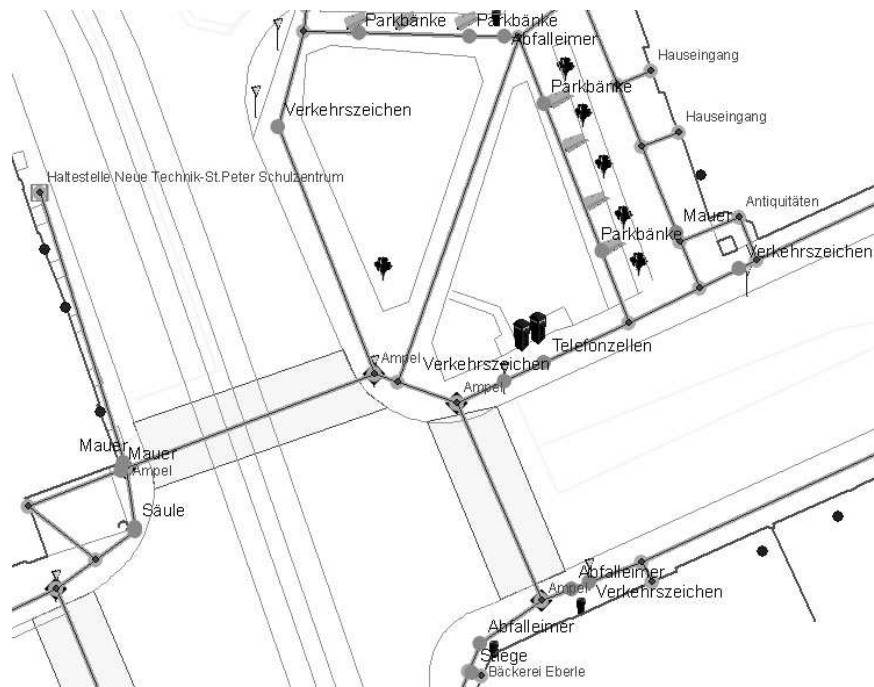 Parkbänke
Parkbänke
Abfalleimer
Hauseingang
Parkbänke
Verkehrszeichen
Hauseingang
Haltestelle Neue Technik-St.Peter Schulzentrum
Antiquitäten
Mauer
Parkbänke
Verkehrszeichen
Telefonzellen
Ampel
Verkehrszeichen
Ampel
Mauer
Mauer
Ampel
Säule
Abfalleimer
Ampel
Verkehrszeichen
Abfalleimer
Stiege
Bäckerei Eberle